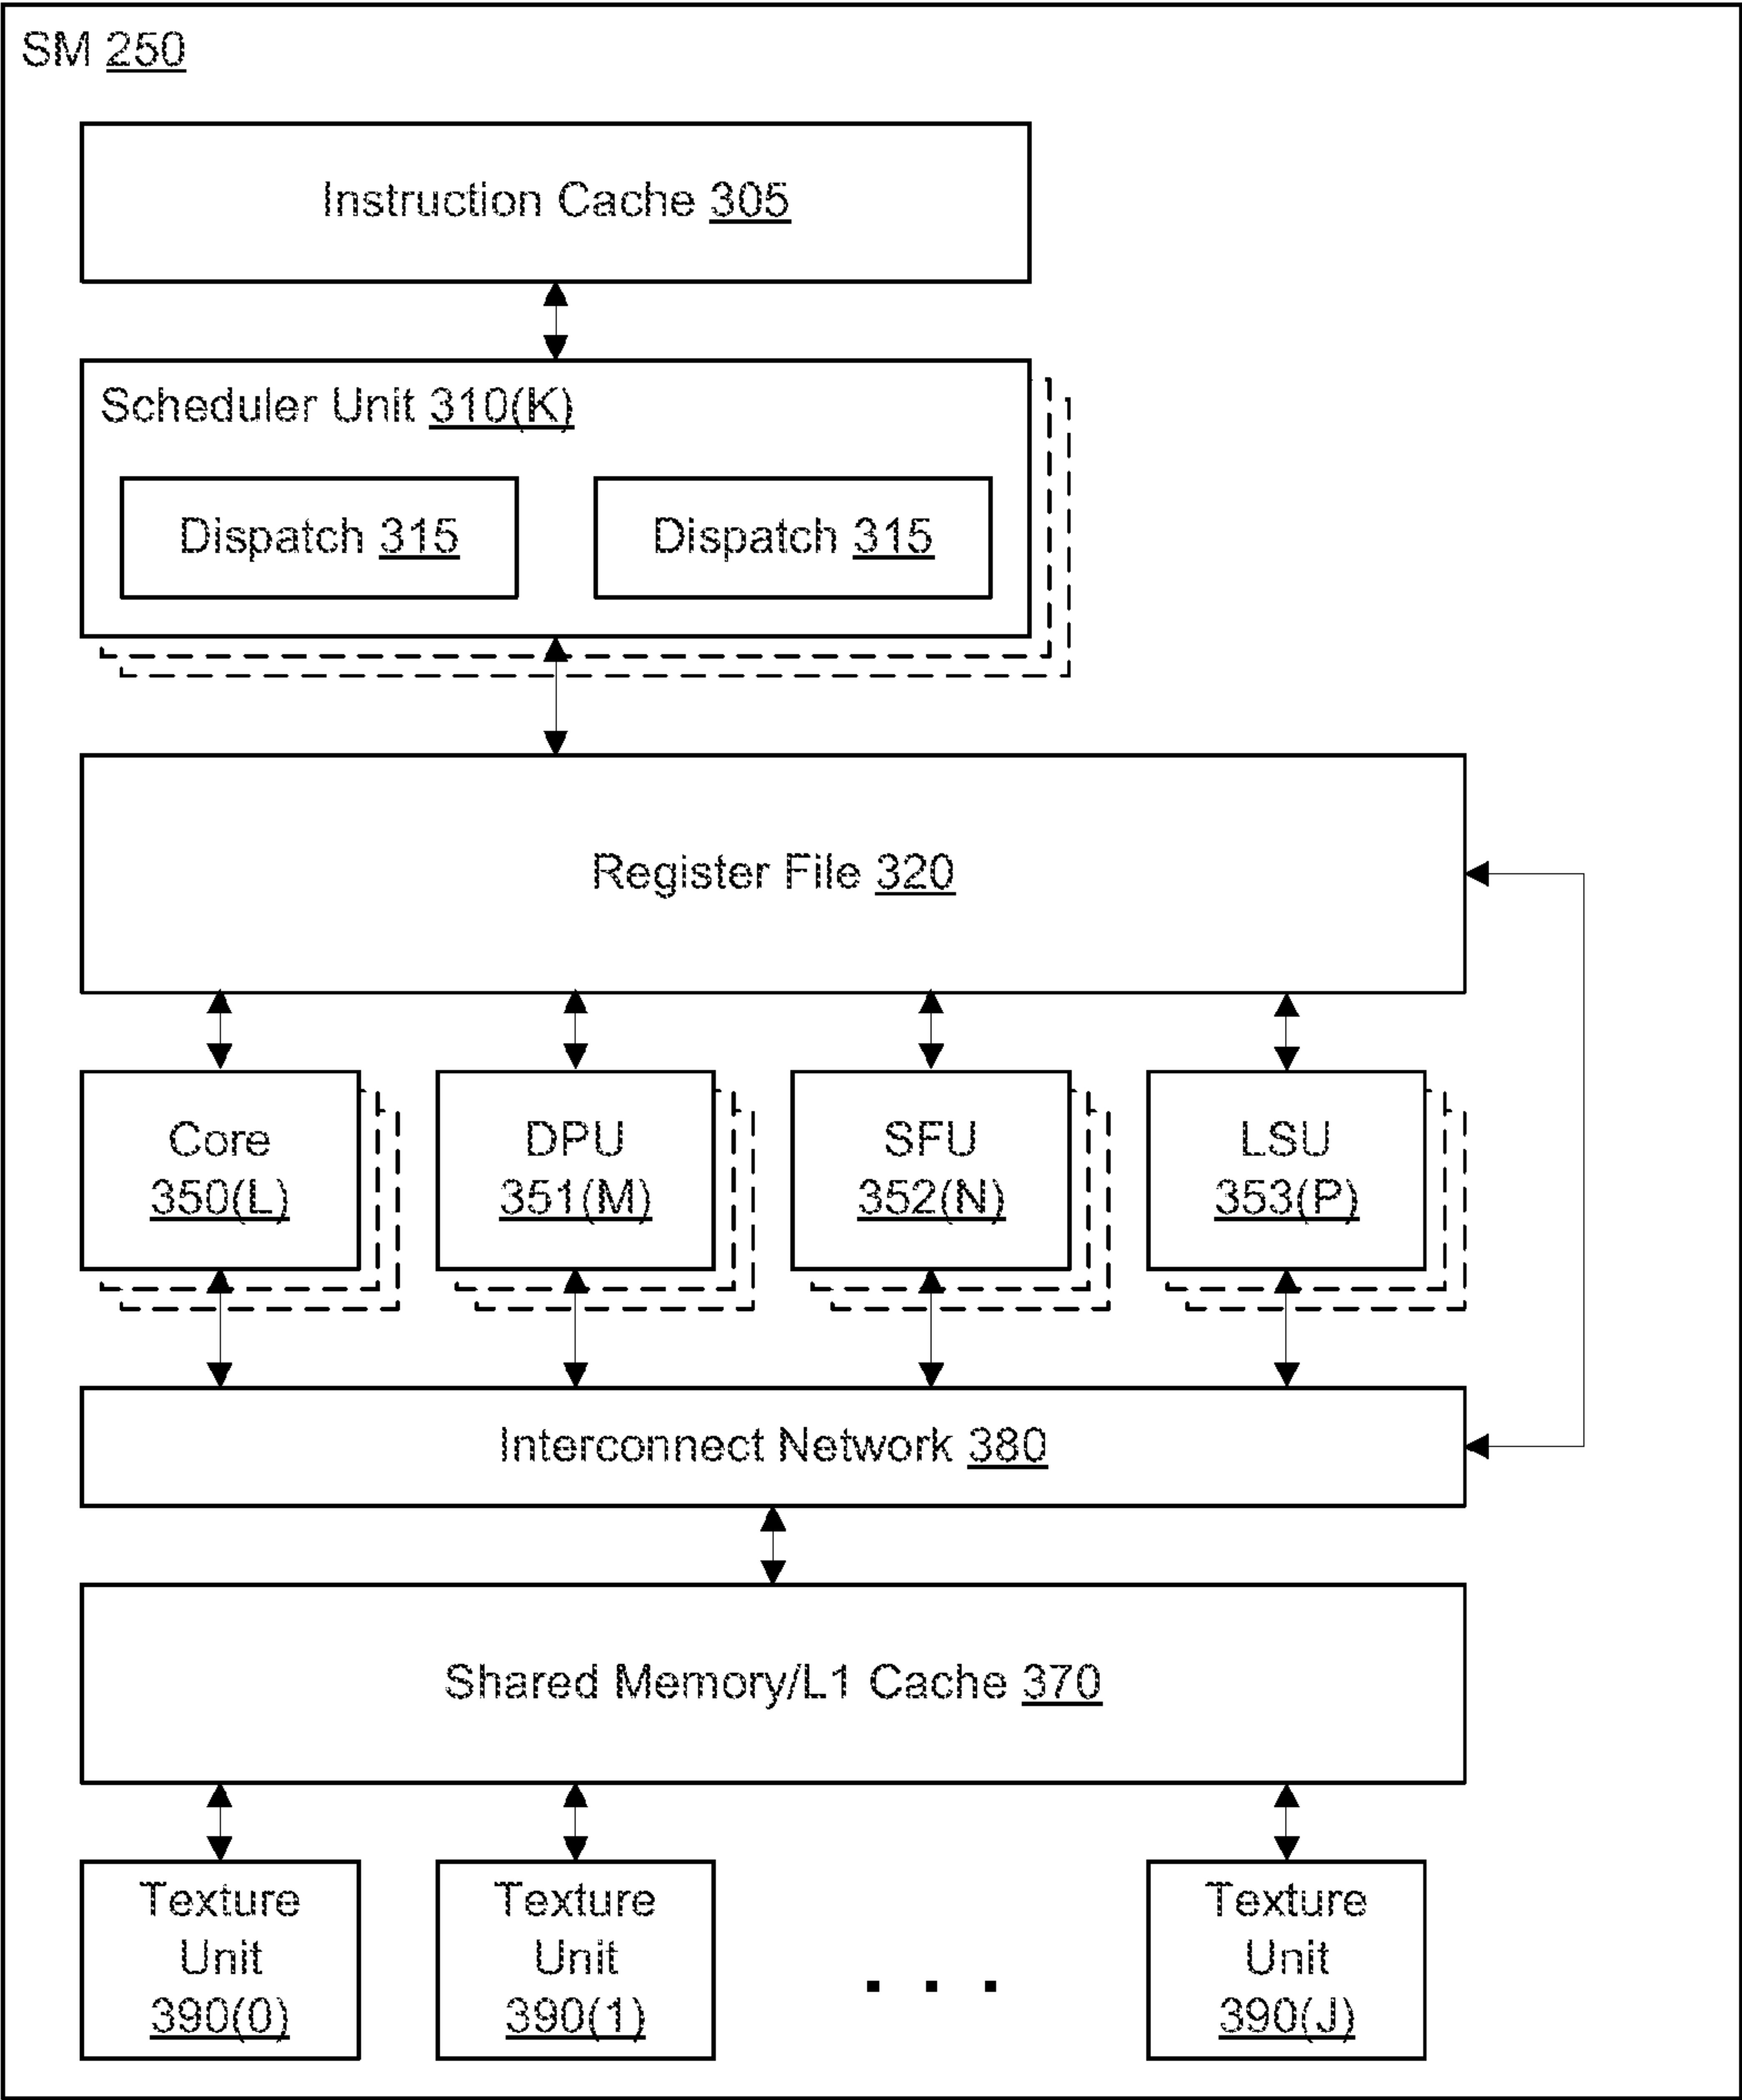 SM 250
Instruction Cache 305
Scheduler Unit 310(K)
Dispatch 315
Dispatch 315
Register File 320
Core
350(L)
DPU
351(M)
SFU
352(N)
LSU
353(P)
Interconnect Network 380
Shared Memory/L1 Cache 370
Texture
Unit
390(0)
Texture
Unit
390(1)
. . .
Texture
Unit
390(J)